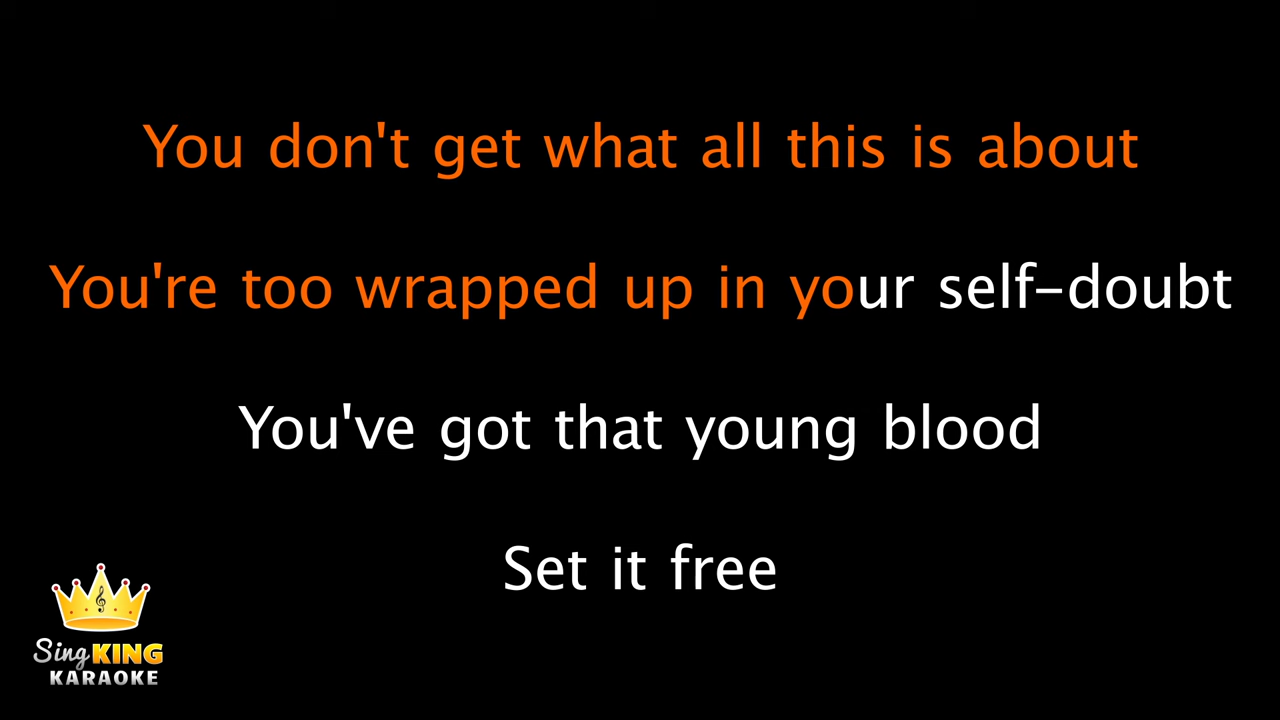 You don't get what all this is about
You're too wrapped up in your self-doubt
You've got that young blood
Set it free
Sing KING
KARAOKE